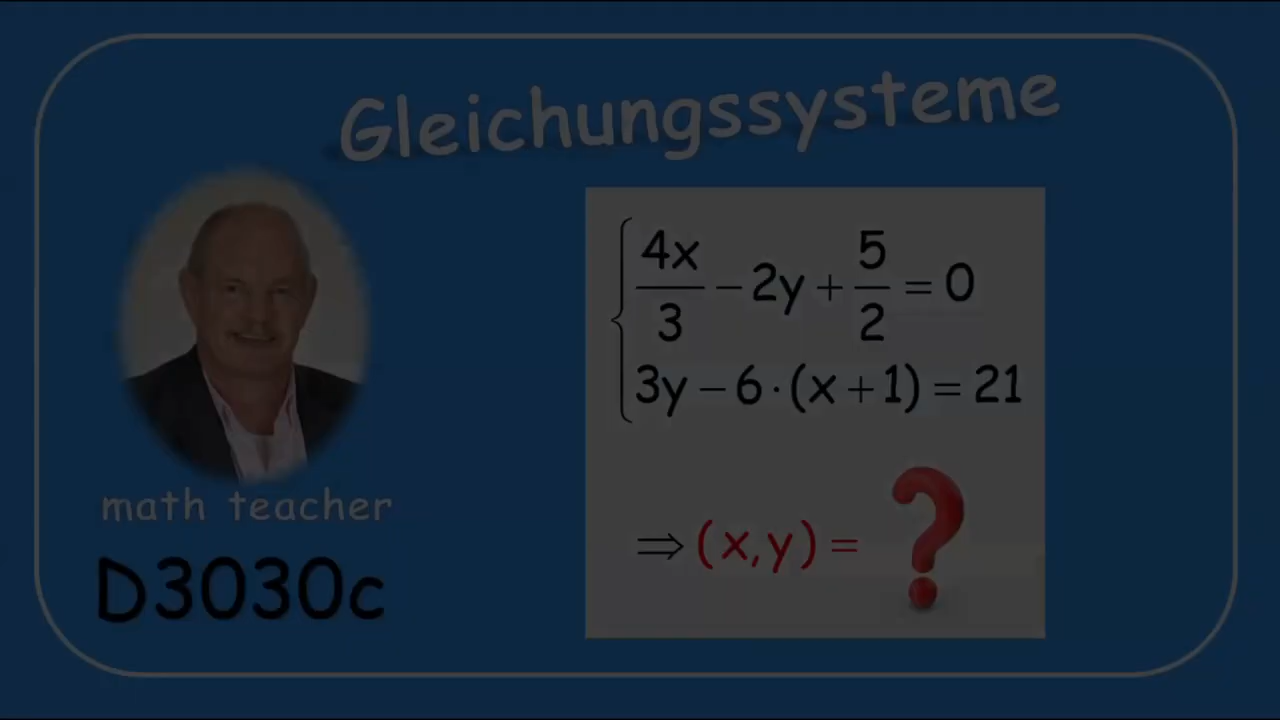 Gleichungssysteme
4x/3 − 2y + 5/2 = 0
3y − 6 · (x + 1) = 21
⇒ (x,y) = ?
math teacher
D3030c